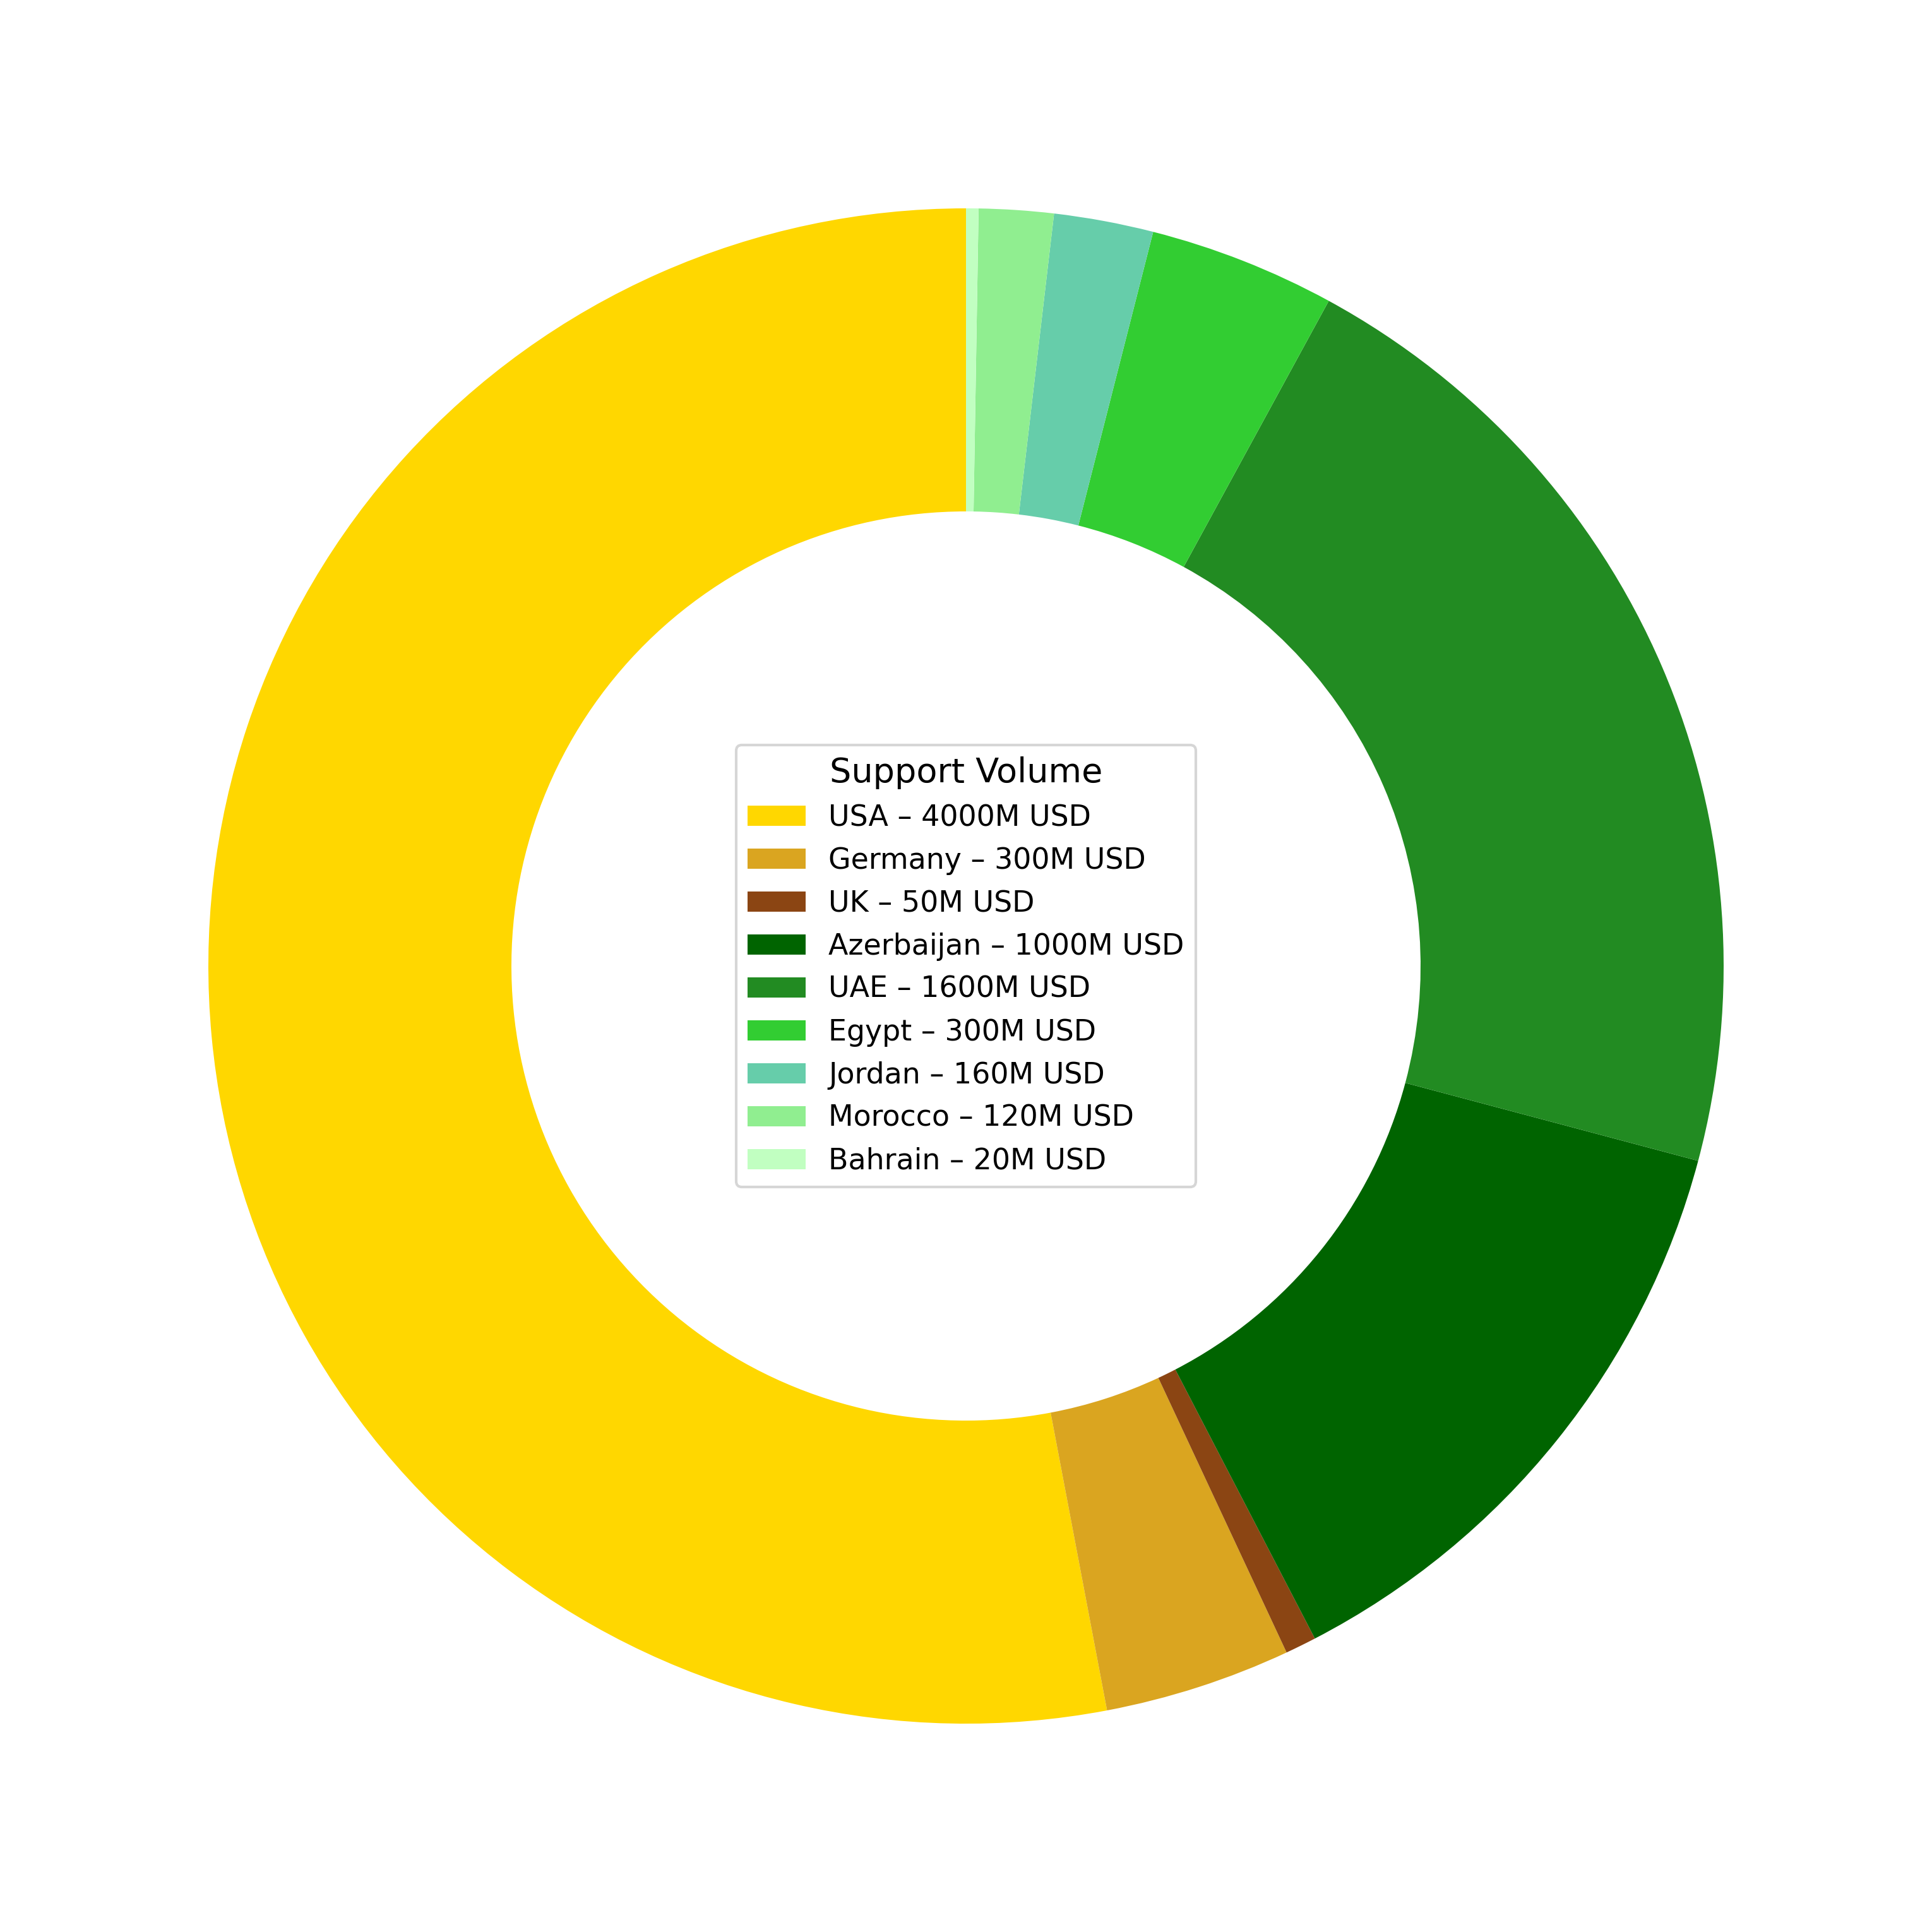 Support Volume
USA – 4000M USD
Germany – 300M USD
UK – 50M USD
Azerbaijan – 1000M USD
UAE – 1600M USD
Egypt – 300M USD
Jordan – 160M USD
Morocco – 120M USD
Bahrain – 20M USD